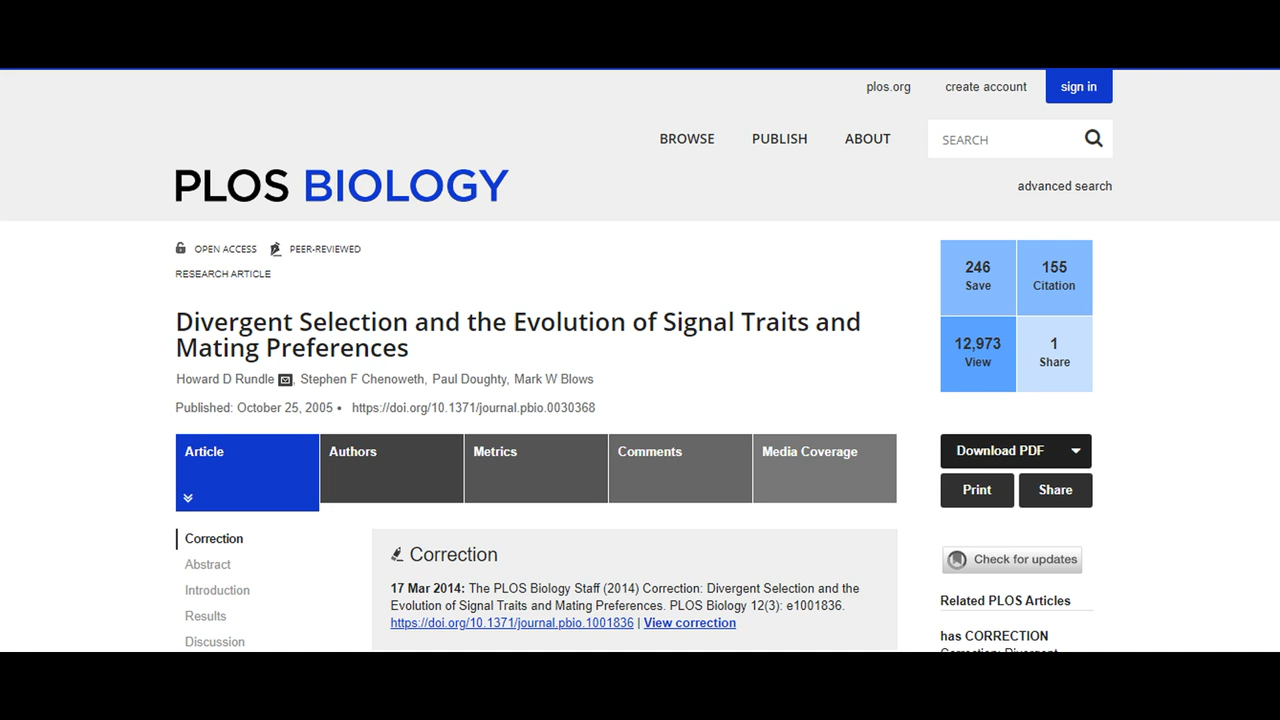 plos.org create account sign in
BROWSE PUBLISH ABOUT SEARCH
PLOS BIOLOGY
advanced search
OPEN ACCESS PEER-REVIEWED
RESEARCH ARTICLE
Divergent Selection and the Evolution of Signal Traits and
Mating Preferences
Howard D Rundle, Stephen F Chenoweth, Paul Doughty, Mark W Blows
Published: October 25, 2005 • https://doi.org/10.1371/journal.pbio.0030368
246 155
Save Citation
12,973 1
View Share
Article Authors Metrics Comments Media Coverage
Download PDF
Print Share
Correction
Abstract
Introduction
Results
Discussion
Correction
17 Mar 2014: The PLOS Biology Staff (2014) Correction: Divergent Selection and the
Evolution of Signal Traits and Mating Preferences. PLOS Biology 12(3): e1001836.
https://doi.org/10.1371/journal.pbio.1001836 | View correction
Check for updates
Related PLOS Articles
has CORRECTION
Correction: Divergent